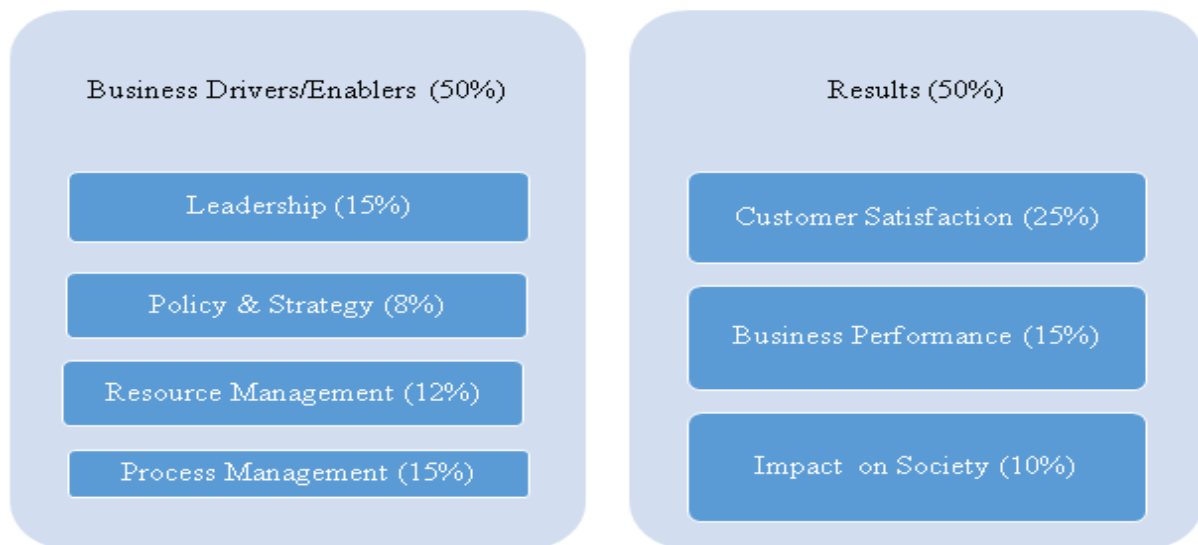 Business Drivers/Enablers (50%)
Leadership (15%)
Policy & Strategy (8%)
Resource Management (12%)
Process Management (15%)
Results (50%)
Customer Satisfaction (25%)
Business Performance (15%)
Impact on Society (10%)